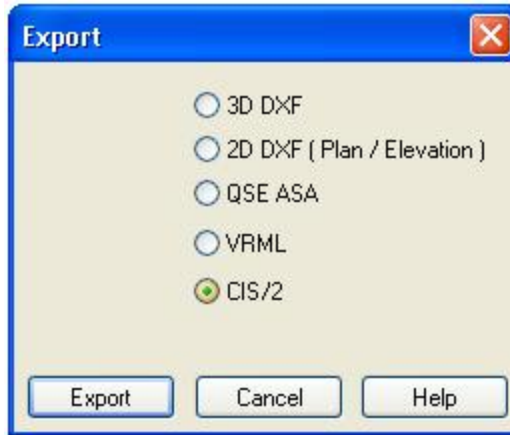 Export
3D DXF
2D DXF ( Plan / Elevation )
QSE ASA
VRML
CIS/2
Export Cancel Help